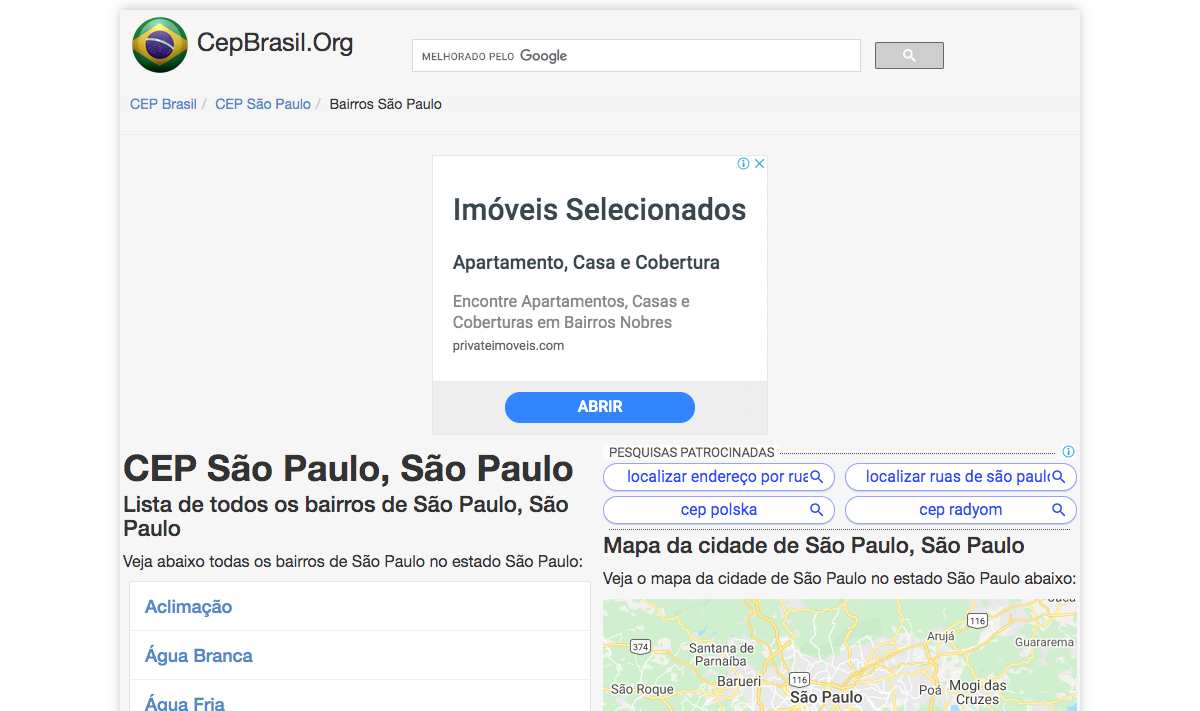 CepBrasil.Org
MELHORADO PELO Google
CEP Brasil / CEP São Paulo / Bairros São Paulo
Imóveis Selecionados
Apartamento, Casa e Cobertura
Encontre Apartamentos, Casas e
Coberturas em Bairros Nobres
privateimoveis.com
ABRIR
CEP São Paulo, São Paulo
Lista de todos os bairros de São Paulo, São
Paulo
Veja abaixo todas os bairros de São Paulo no estado São Paulo:
Aclimação
Água Branca
Água Fria
PESQUISAS PATROCINADAS
localizar endereço por rua
localizar ruas de são paulo
cep polska
cep radyom
Mapa da cidade de São Paulo, São Paulo
Veja o mapa da cidade de São Paulo no estado São Paulo abaixo:
116
374
Arujá
Guararema
Santana de
Parnaíba
Barueri
116
São Roque
São Paulo
Poá
Mogi das
Cruzes